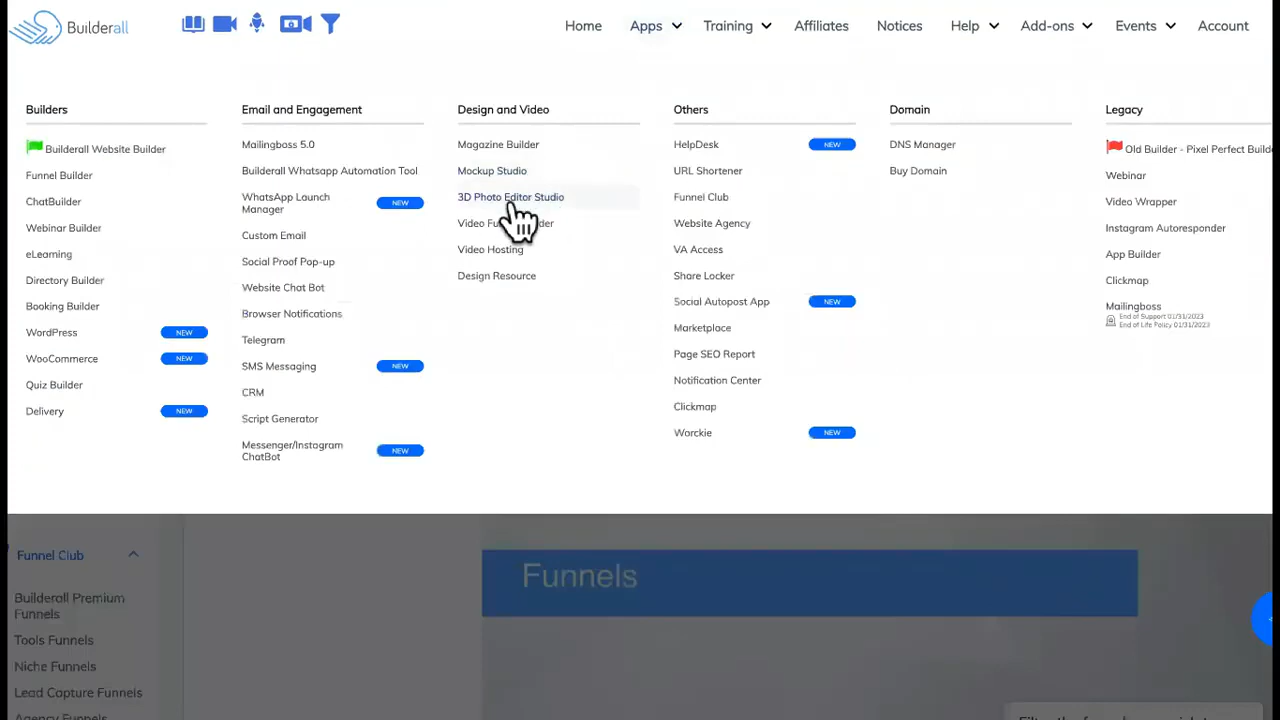 Builderall
Home
Apps
Training
Affiliates
Notices
Help
Add-ons
Events
Account
Builders
Builderall Website Builder
Funnel Builder
ChatBuilder
Webinar Builder
eLearning
Directory Builder
Booking Builder
WordPress NEW
WooCommerce NEW
Quiz Builder
Delivery NEW
Email and Engagement
Mailingboss 5.0
Builderall Whatsapp Automation Tool
WhatsApp Launch
Manager NEW
Custom Email
Social Proof Pop-up
Website Chat Bot
Browser Notifications
Telegram
SMS Messaging NEW
CRM
Script Generator
Messenger/Instagram
ChatBot NEW
Design and Video
Magazine Builder
Mockup Studio
3D Photo Editor Studio
Video
Video Hosting
Design Resource
Others
HelpDesk NEW
URL Shortener
Funnel Club
Website Agency
VA Access
Share Locker
Social Autopost App NEW
Marketplace
Page SEO Report
Notification Center
Clickmap
Worckie NEW
Domain
DNS Manager
Buy Domain
Legacy
Old Builder - Pixel Perfect Builde
Webinar
Video Wrapper
Instagram Autoresponder
App Builder
Clickmap
Mailingboss
End of Support 01/31/2023
End of Life Policy 01/31/2023
Funnel Club
Builderall Premium
Funnels
Tools Funnels
Niche Funnels
Lead Capture Funnels
Agency Funnels
Funnels